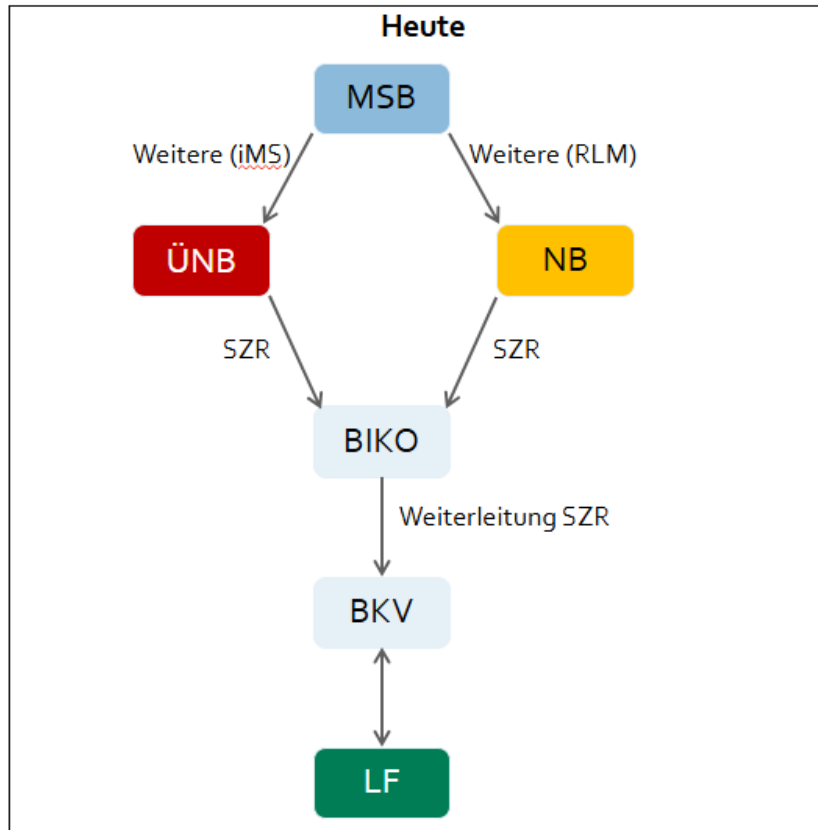 Heute
MSB
Weitere (iMS)
Weitere (RLM)
ÜNB
NB
SZR
SZR
BIKO
Weiterleitung SZR
BKV
LF